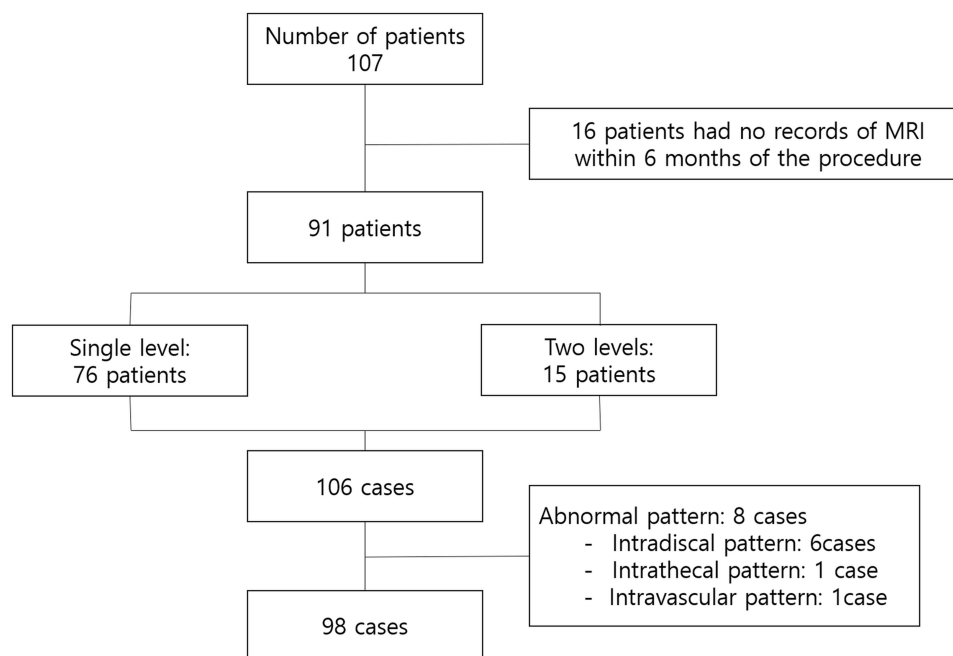 Number of patients
107
16 patients had no records of MRI
within 6 months of the procedure
91 patients
Single level:
76 patients
Two levels:
15 patients
106 cases
Abnormal pattern: 8 cases
- Intradiscal pattern: 6cases
- Intrathecal pattern: 1 case
- Intravascular pattern: 1case
98 cases